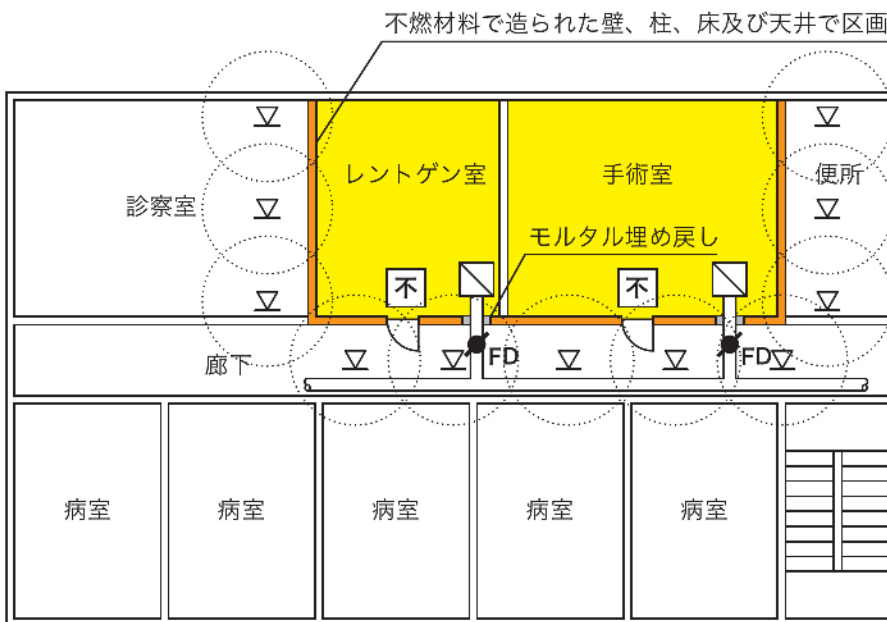 不燃材料で造られた壁、柱、床及び天井で区画
レントゲン室
手術室
便所
診察室
モルタル埋め戻し
不
不
廊下
FD
FD
病室
病室
病室
病室
病室